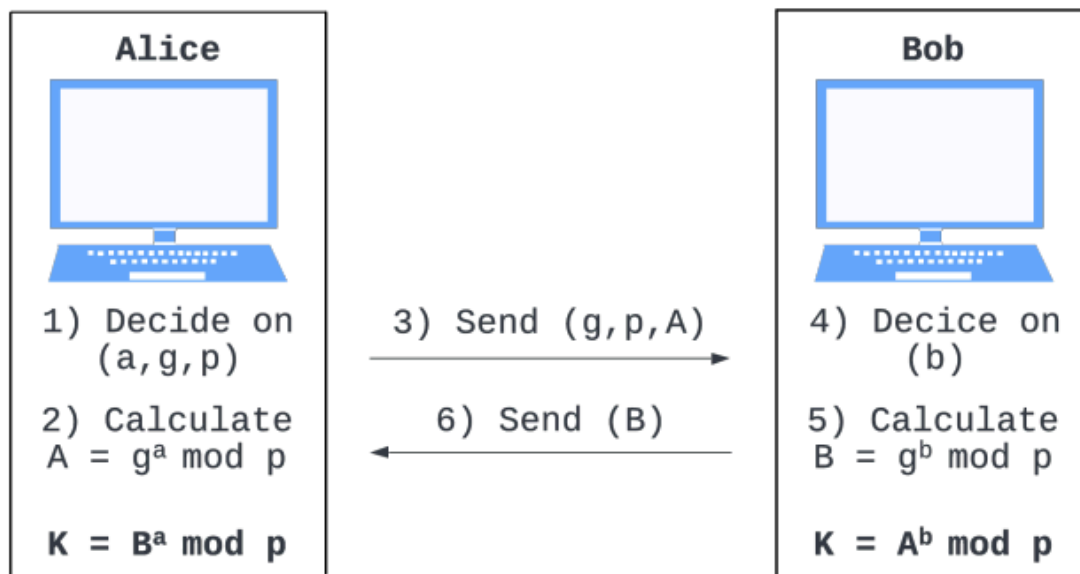 Alice
1) Decide on
(a,g,p)
2) Calculate
A = gᵃ mod p
K = Bᵃ mod p
3) Send (g,p,A)
6) Send (B)
Bob
4) Decice on
(b)
5) Calculate
B = gᵇ mod p
K = Aᵇ mod p